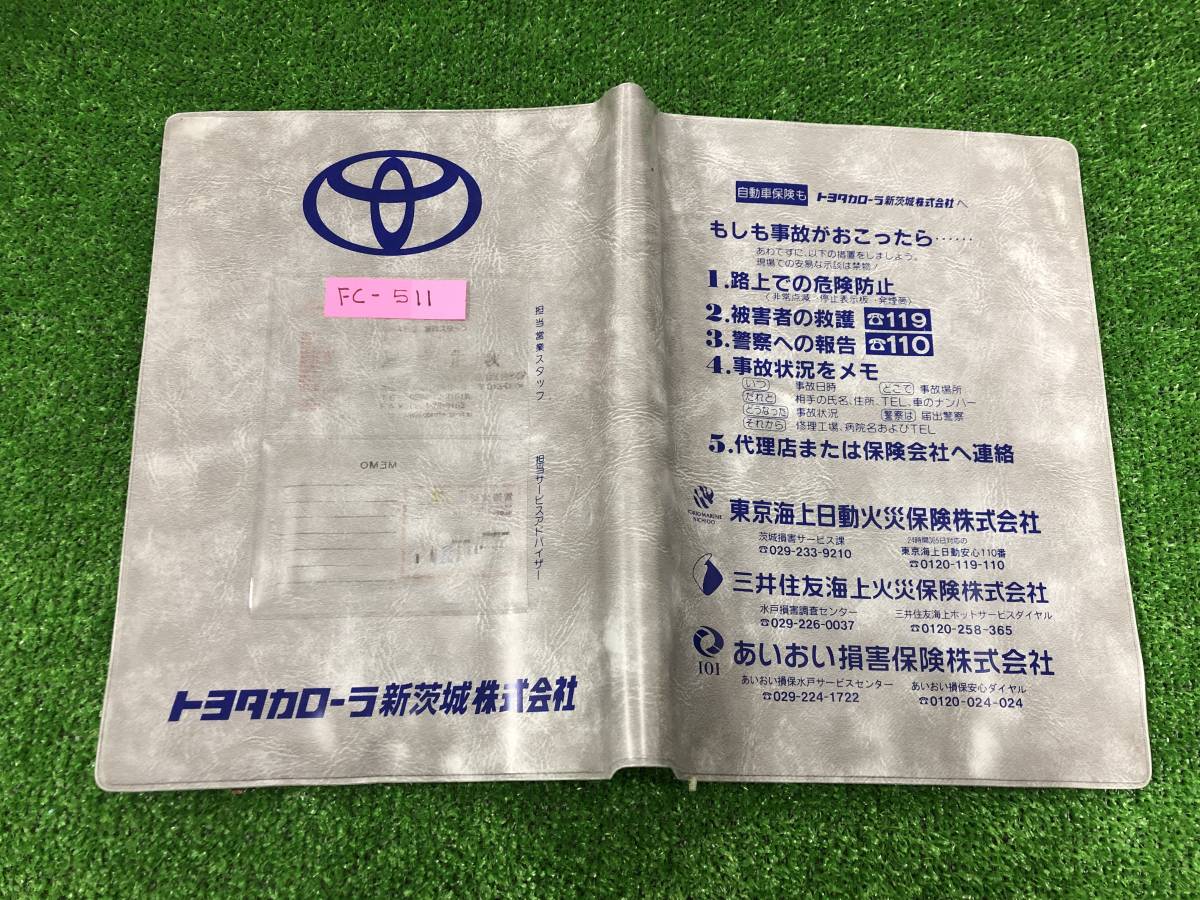 FC-511
担当営業スタッフ
担当サービスアドバイザー
MEMO
トヨタカローラ新茨城株式会社
自動車保険も トヨタカローラ新茨城株式会社へ
もしも事故がおこったら……
あわてずに、以下の措置をしましょう。
現場での安易な示談は禁物！
1.路上での危険防止
(非常点滅・停止表示板・発煙筒)
2.被害者の救護 ☎119
3.警察への報告 ☎110
4.事故状況をメモ
いつ 事故日時 どこで 事故場所
だれと 相手の氏名、住所、TEL、車のナンバー
どうなった 事故状況 警察は 届出警察
それから 修理工場、病院名およびTEL
5.代理店または保険会社へ連絡
TOKIO MARINE
NICHIDO
東京海上日動火災保険株式会社
茨城損害サービス課 24時間365日対応の
☎029-233-9210 東京海上日動安心110番
☎0120-119-110
三井住友海上火災保険株式会社
水戸損害調査センター 三井住友海上ホットサービスダイヤル
☎029-226-0037 ☎0120-258-365
IOI あいおい損害保険株式会社
あいおい損保水戸サービスセンター あいおい損保安心ダイヤル
☎029-224-1722 ☎0120-024-024